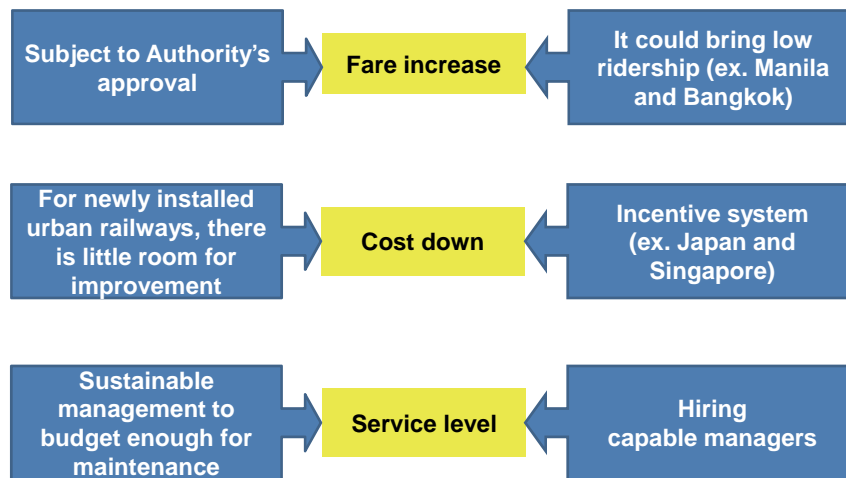 Subject to Authority's
approval
Fare increase
It could bring low
ridership (ex. Manila
and Bangkok)
For newly installed
urban railways, there
is little room for
improvement
Cost down
Incentive system
(ex. Japan and
Singapore)
Sustainable
management to
budget enough for
maintenance
Service level
Hiring
capable managers